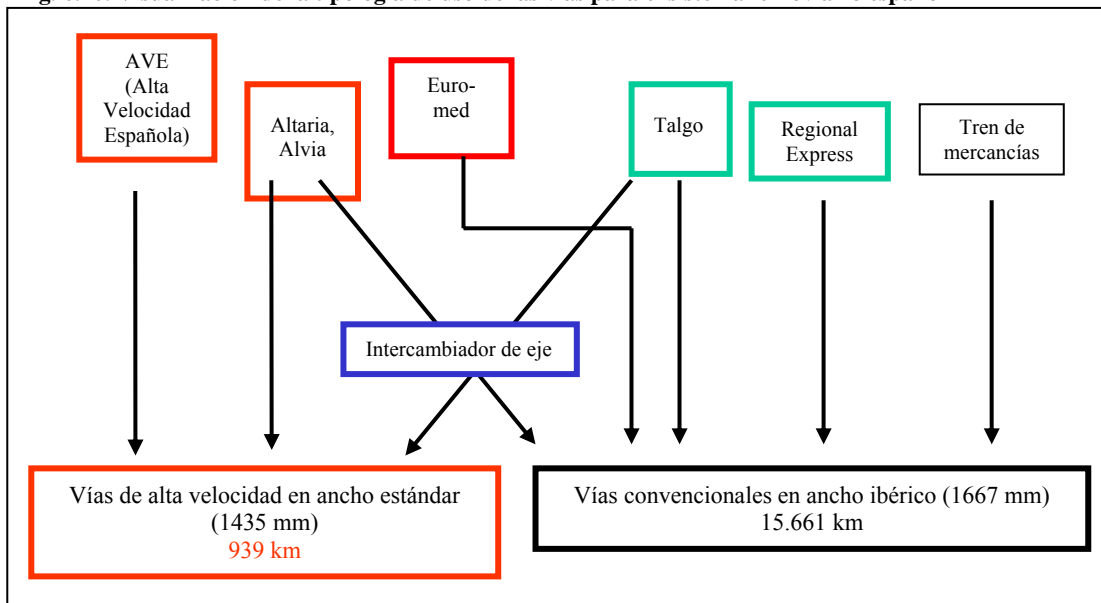 AVE
(Alta
Velocidad
Española)
Altaria,
Alvia
Euro-
med
Talgo
Regional
Express
Tren de
mercancías
Intercambiador de eje
Vías de alta velocidad en ancho estándar
(1435 mm)
939 km
Vías convencionales en ancho ibérico (1667 mm)
15.661 km